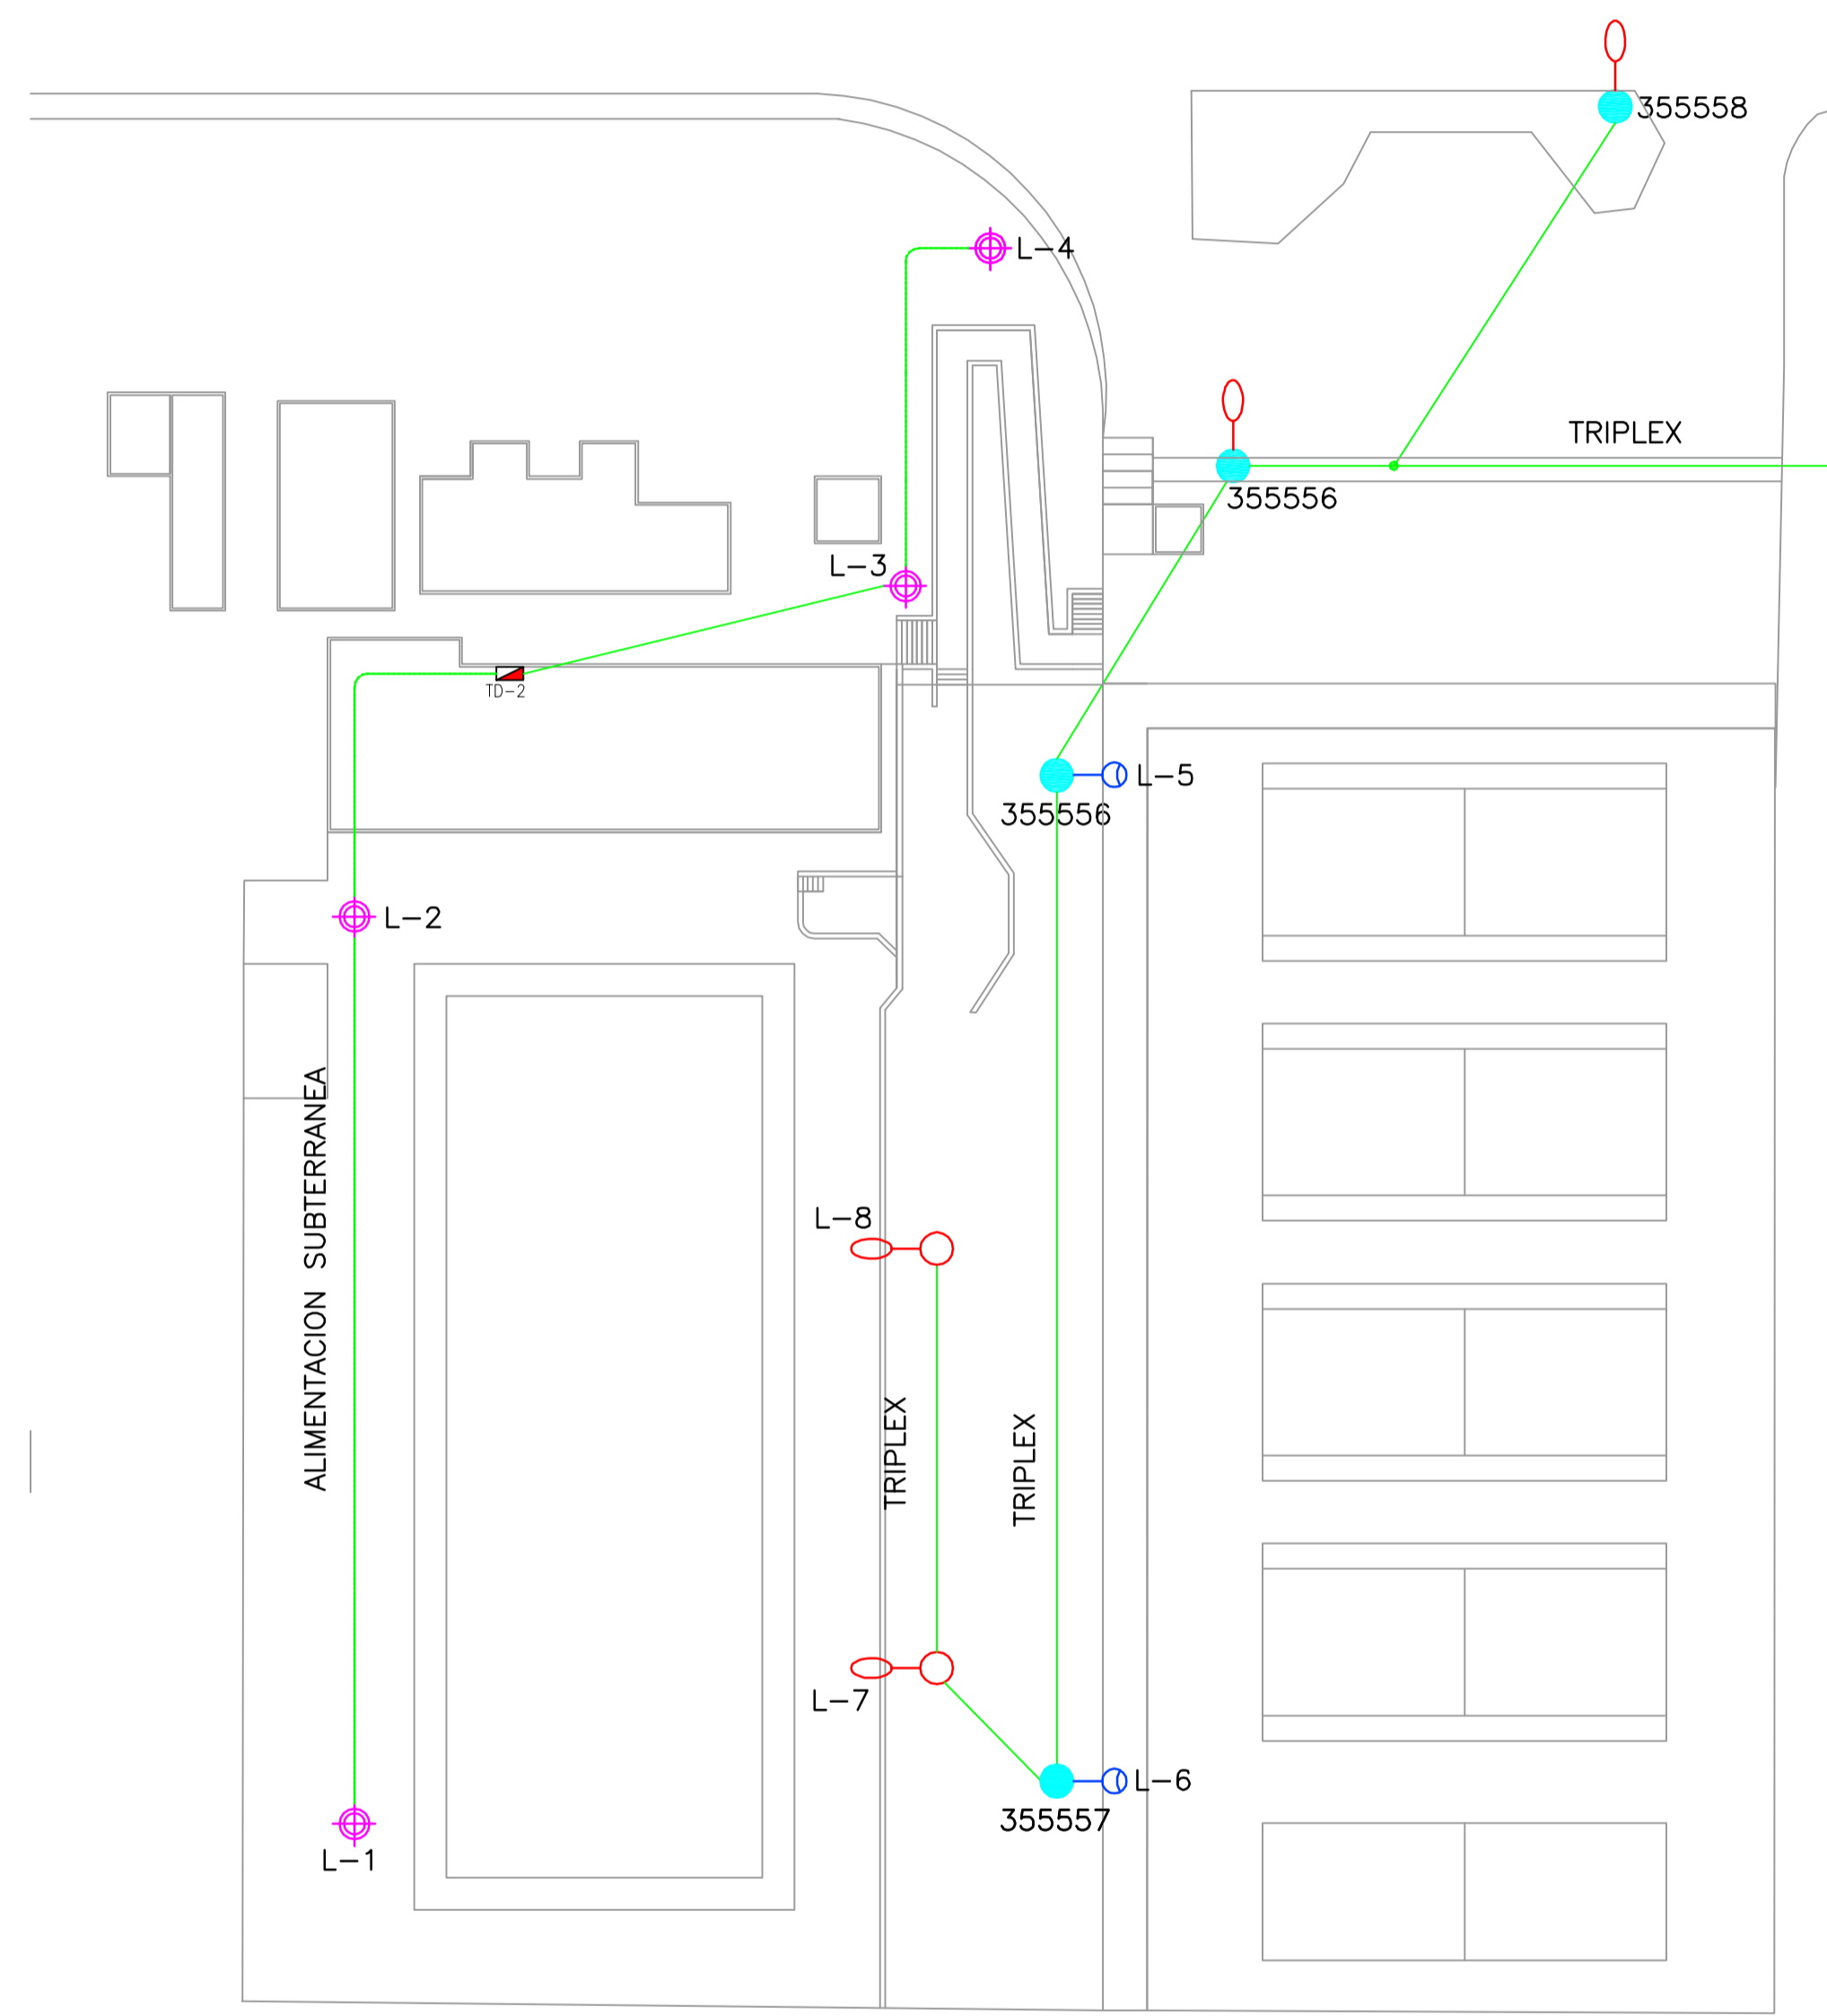 355558
L-4
TRIPLEX
355556
L-3
TD-2
L-5
355556
L-2
ALIMENTACION SUBTERRANEA
L-8
TRIPLEX
TRIPLEX
L-7
L-6
355557
L-1